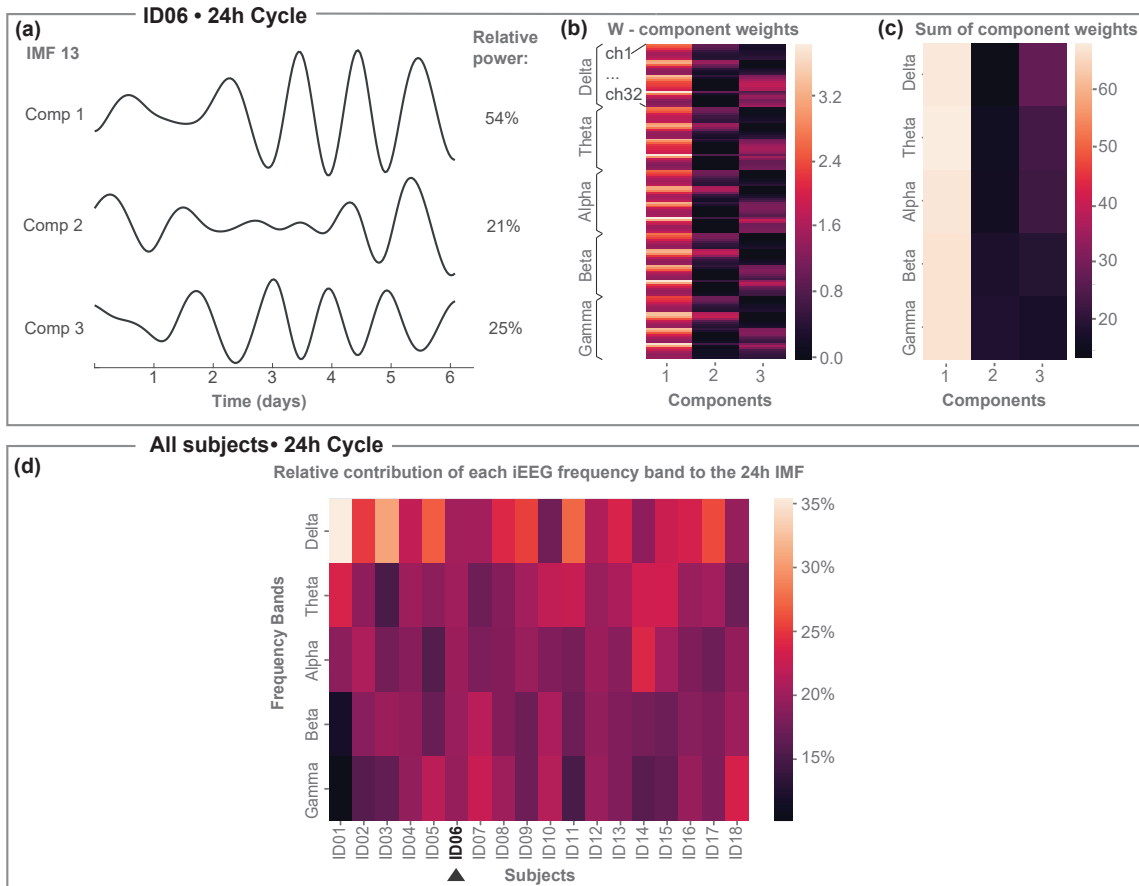 ID06 • 24h Cycle
(a)
IMF 13
Relative
power:
Comp 1
54%
Comp 2
21%
Comp 3
25%
1 2 3 4 5 6
Time (days)
(b)
W - component weights
ch1
...
ch32
Delta
Theta
Alpha
Beta
Gamma
3.2
2.4
1.6
0.8
0.0
1 2 3
Components
(c)
Sum of component weights
Delta
Theta
Alpha
Beta
Gamma
60
50
40
30
20
1 2 3
Components
All subjects• 24h Cycle
(d)
Relative contribution of each iEEG frequency band to the 24h IMF
Frequency Bands
Delta
Theta
Alpha
Beta
Gamma
35%
30%
25%
20%
15%
ID01 ID02 ID03 ID04 ID05 ID06 ID07 ID08 ID09 ID10 ID11 ID12 ID13 ID14 ID15 ID16 ID17 ID18
Subjects